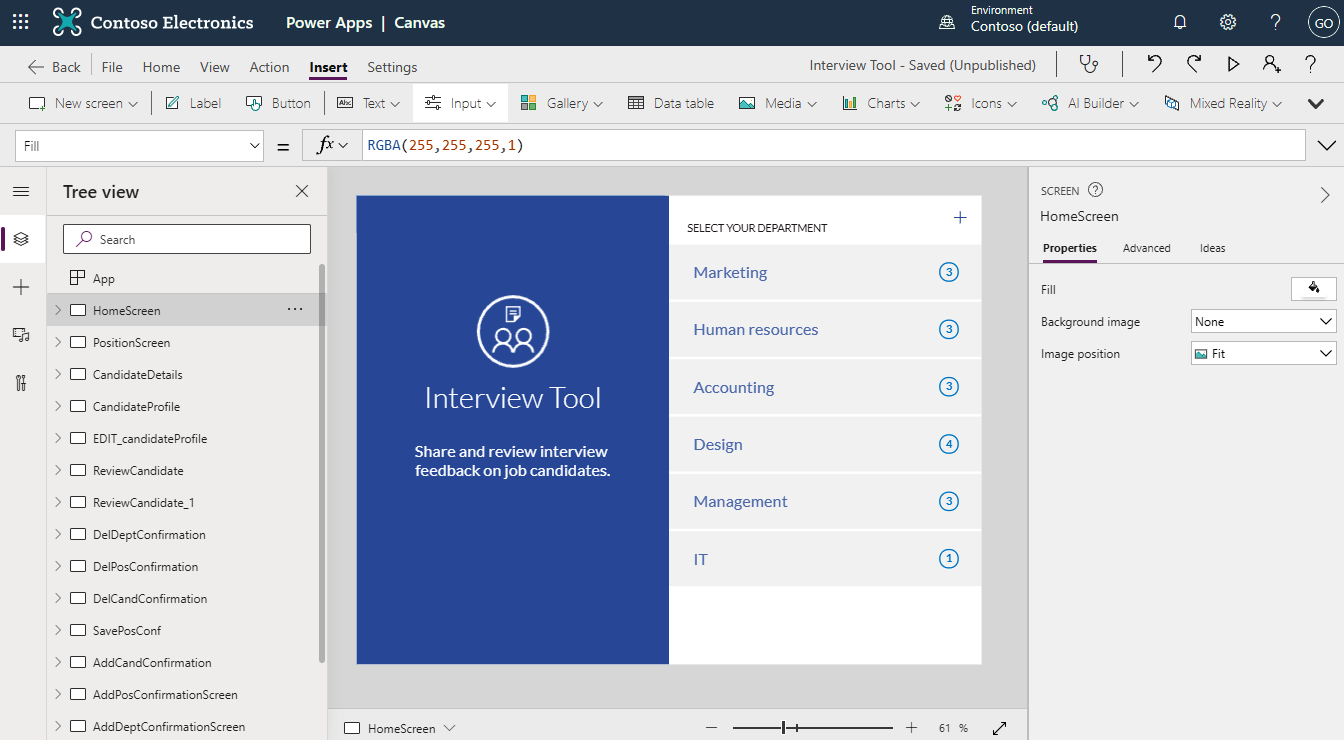 Contoso Electronics
Power Apps | Canvas
Environment
Contoso (default)
?
GO
Back
File
Home
View
Action
Insert
Settings
Interview Tool - Saved (Unpublished)
?
New screen
Label
Button
Abc Text
Input
Gallery
Data table
Media
Charts
Icons
AI Builder
Mixed Reality
Fill
=
fx
RGBA(255,255,255,1)
Tree view
Search
App
HomeScreen
PositionScreen
CandidateDetails
CandidateProfile
EDIT_candidateProfile
ReviewCandidate
ReviewCandidate_1
DelDeptConfirmation
DelPosConfirmation
DelCandConfirmation
SavePosConf
AddCandConfirmation
AddPosConfirmationScreen
AddDeptConfirmationScreen
Interview Tool
Share and review interview
feedback on job candidates.
SELECT YOUR DEPARTMENT
Marketing 3
Human resources 3
Accounting 3
Design 4
Management 3
IT 1
HomeScreen
61 %
SCREEN ?
HomeScreen
Properties
Advanced
Ideas
Fill
Background image None
Image position Fit